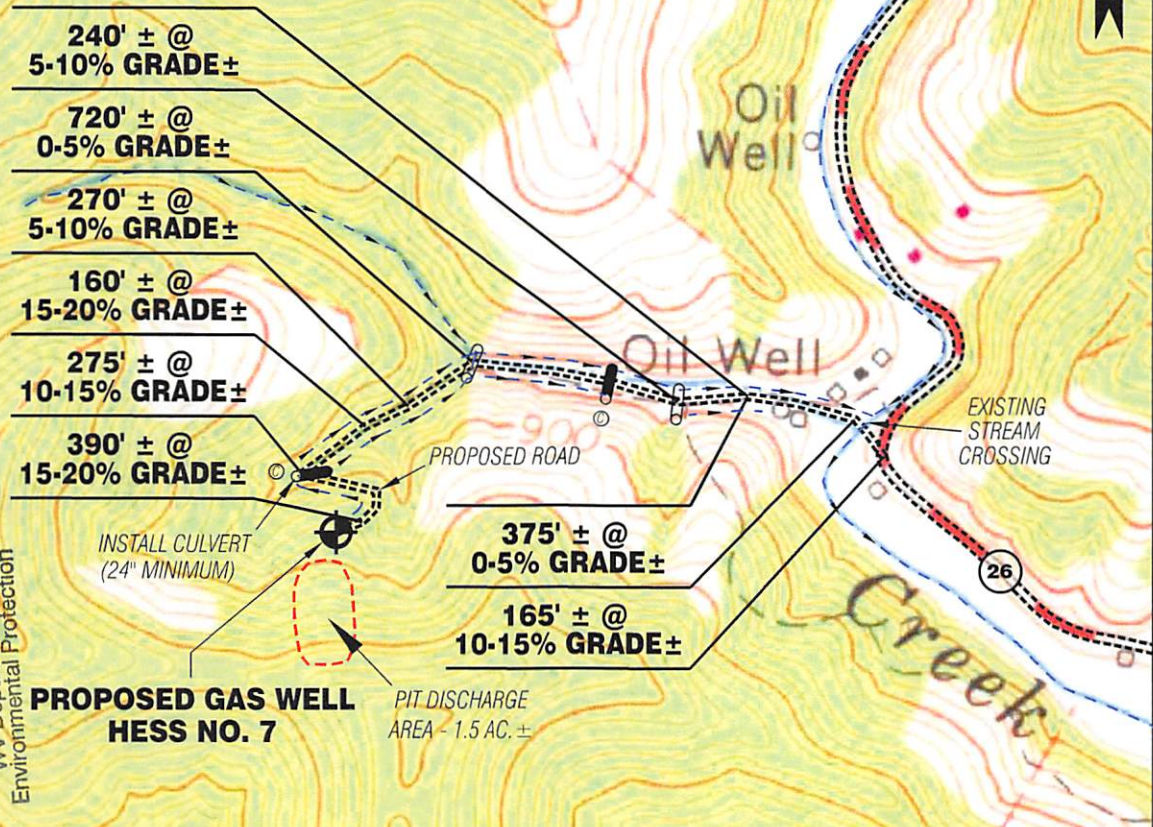 240' ± @
5-10% GRADE±
720' ± @
0-5% GRADE±
270' ± @
5-10% GRADE±
160' ± @
15-20% GRADE±
275' ± @
10-15% GRADE±
390' ± @
15-20% GRADE±
Oil
Well
Oil Well
900
©
©
EXISTING
STREAM
CROSSING
PROPOSED ROAD
INSTALL CULVERT
(24" MINIMUM)
375' ± @
0-5% GRADE±
165' ± @
10-15% GRADE±
26
Creek
PROPOSED GAS WELL
HESS NO. 7
PIT DISCHARGE
AREA - 1.5 AC. ±
Environmental Protection